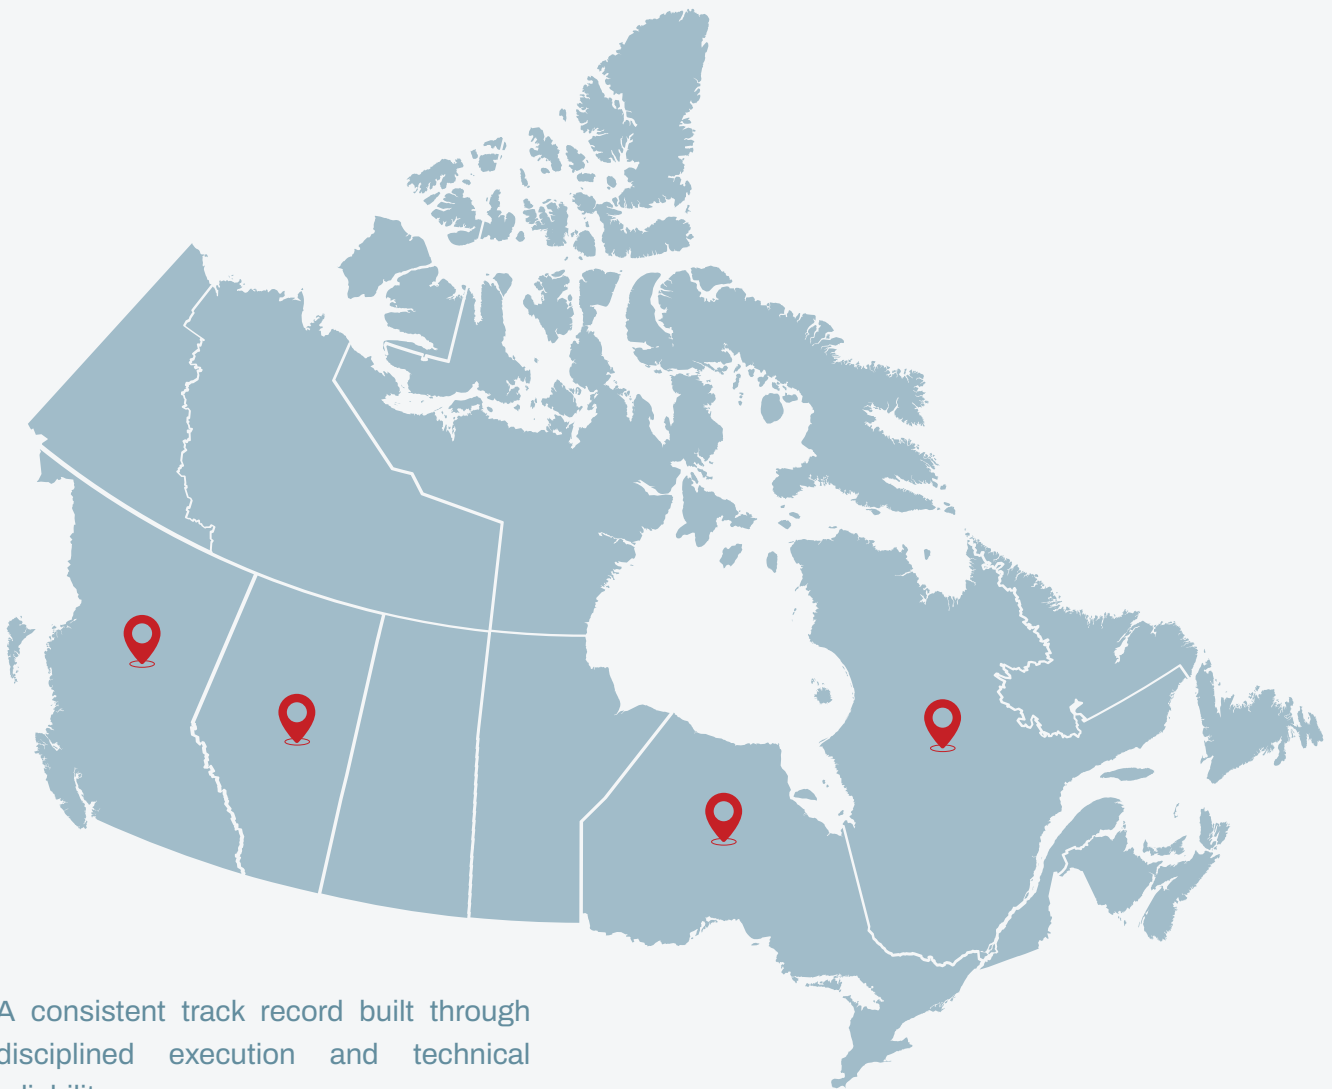 A consistent track record built through
disciplined execution and technical